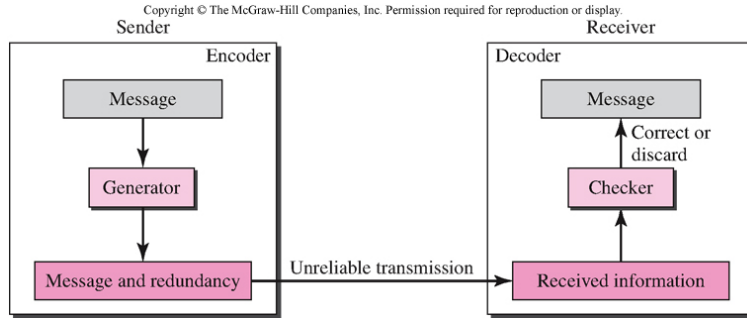 Copyright © The McGraw-Hill Companies, Inc. Permission required for reproduction or display.
Sender
Receiver
Encoder
Decoder
Message
Message
Correct or
discard
Generator
Checker
Unreliable transmission
Message and redundancy
Received information